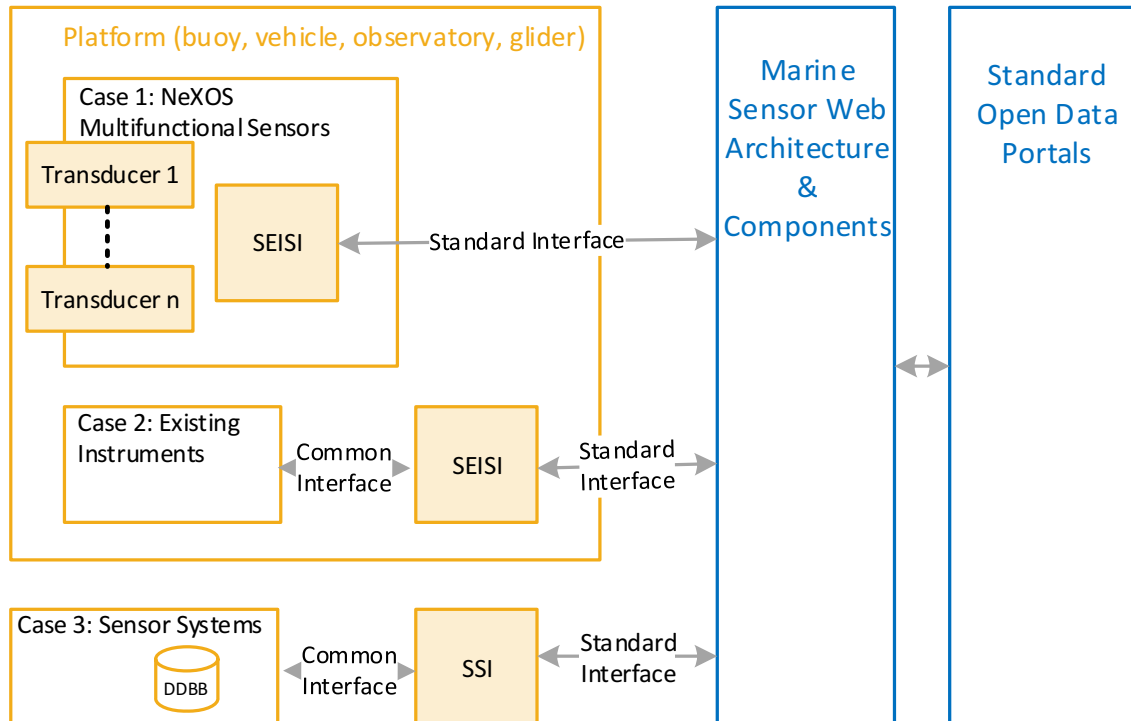 Platform (buoy, vehicle, observatory, glider)
Case 1: NeXOS
Multifunctional Sensors
Transducer 1
Transducer n
SEISI
Standard Interface
Case 2: Existing
Instruments
Common
Interface
SEISI
Standard
Interface
Case 3: Sensor Systems
DDBB
Common
Interface
SSI
Standard
Interface
Marine
Sensor Web
Architecture
&
Components
Standard
Open Data
Portals